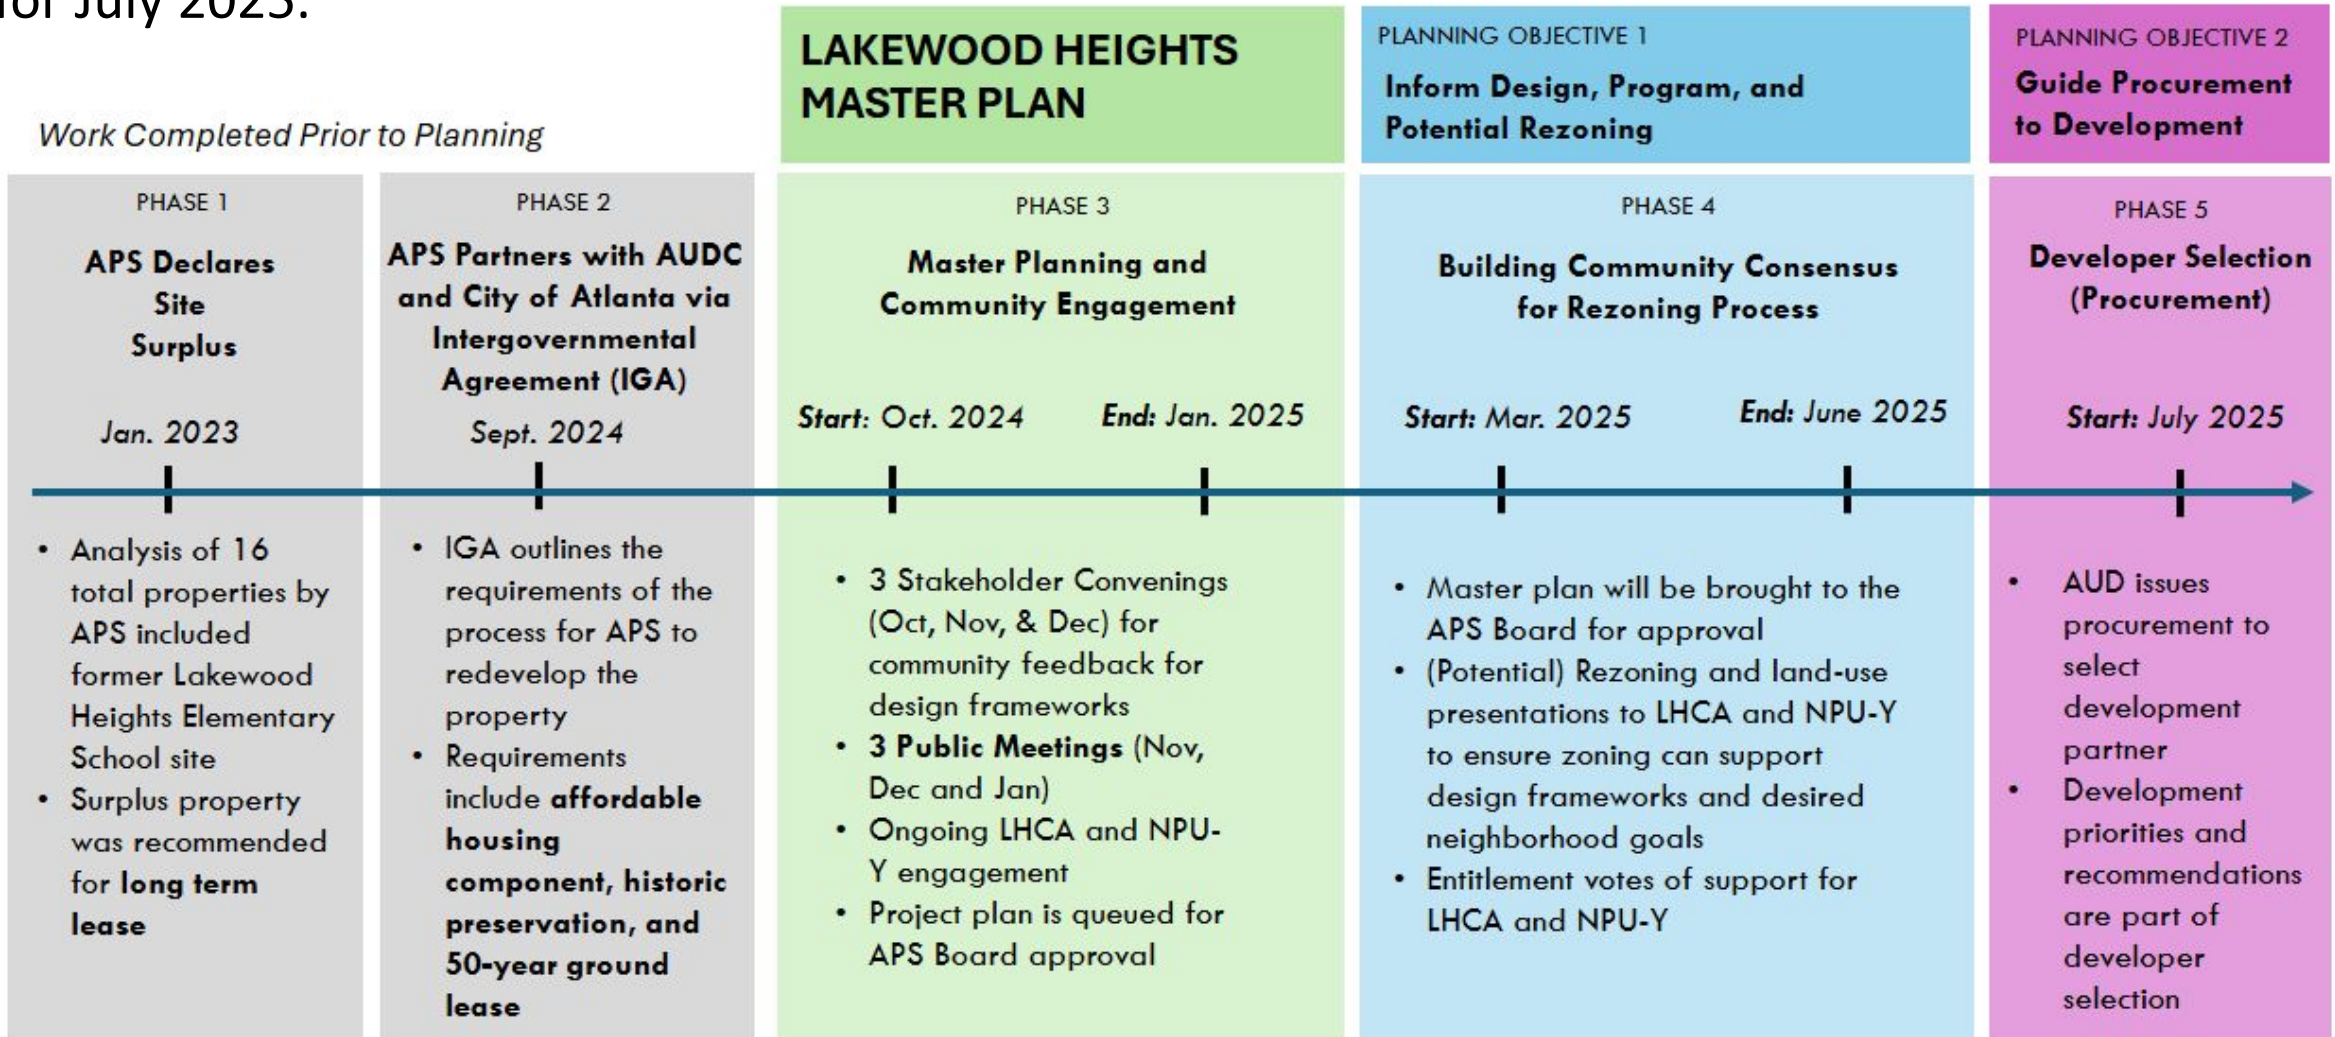 for July 2025.
Work Completed Prior to Planning
LAKEWOOD HEIGHTS
MASTER PLAN
PLANNING OBJECTIVE 1
Inform Design, Program, and
Potential Rezoning
PLANNING OBJECTIVE 2
Guide Procurement
to Development
PHASE 1
APS Declares
Site
Surplus
Jan. 2023
• Analysis of 16
total properties by
APS included
former Lakewood
Heights Elementary
School site
• Surplus property
was recommended
for long term
lease
PHASE 2
APS Partners with AUDC
and City of Atlanta via
Intergovernmental
Agreement (IGA)
Sept. 2024
• IGA outlines the
requirements of the
process for APS to
redevelop the
property
• Requirements
include affordable
housing
component, historic
preservation, and
50-year ground
lease
PHASE 3
Master Planning and
Community Engagement
Start: Oct. 2024 End: Jan. 2025
• 3 Stakeholder Convenings
(Oct, Nov, & Dec) for
community feedback for
design frameworks
• 3 Public Meetings (Nov,
Dec and Jan)
• Ongoing LHCA and NPU-
Y engagement
• Project plan is queued for
APS Board approval
PHASE 4
Building Community Consensus
for Rezoning Process
Start: Mar. 2025 End: June 2025
• Master plan will be brought to the
APS Board for approval
• (Potential) Rezoning and land-use
presentations to LHCA and NPU-Y
to ensure zoning can support
design frameworks and desired
neighborhood goals
• Entitlement votes of support for
LHCA and NPU-Y
PHASE 5
Developer Selection
(Procurement)
Start: July 2025
• AUD issues
procurement to
select
development
partner
• Development
priorities and
recommendations
are part of
developer
selection